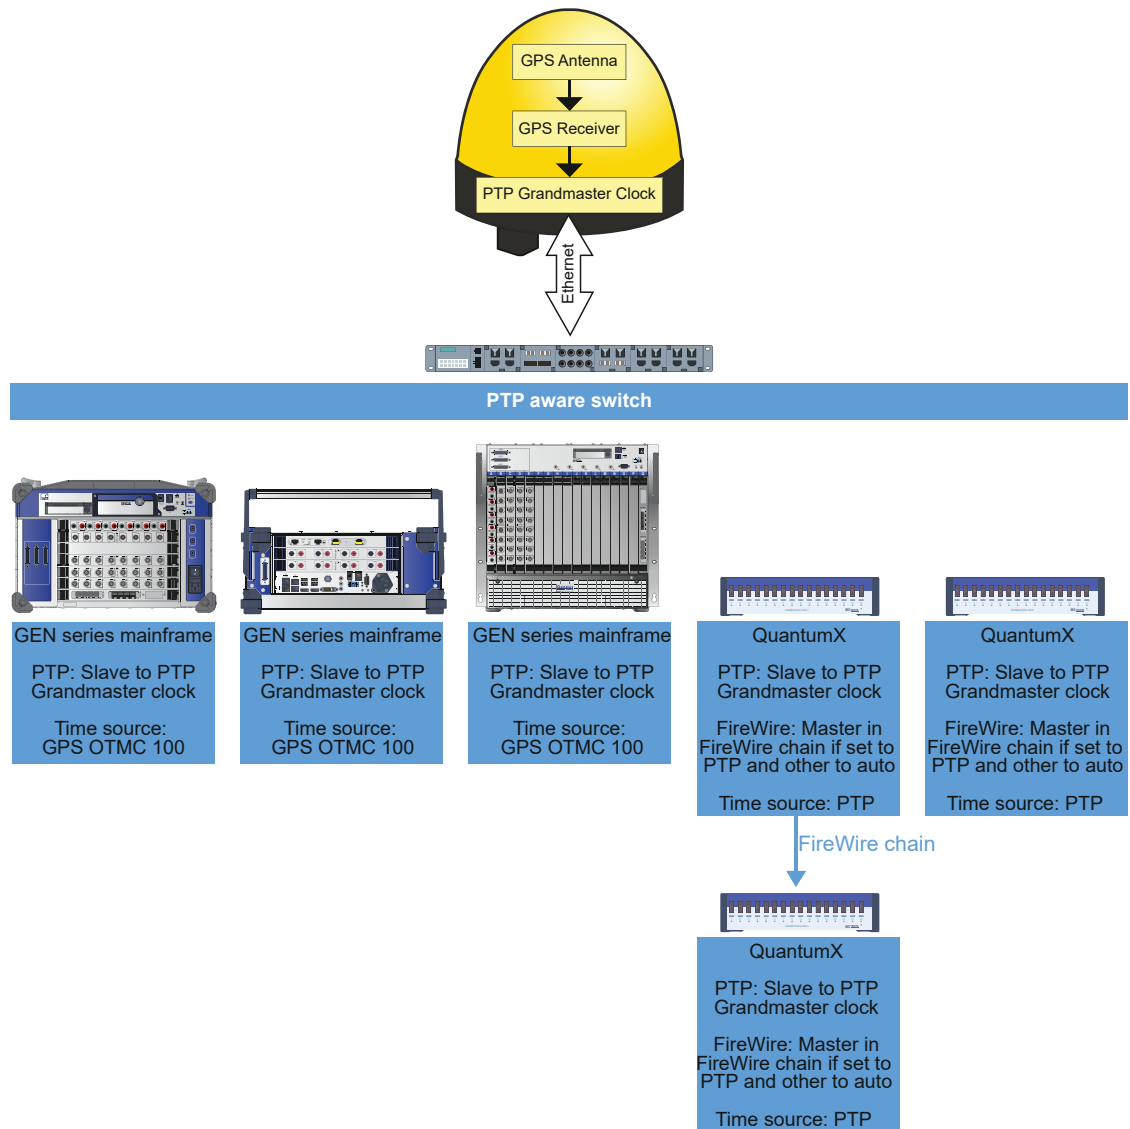 GPS Antenna
GPS Receiver
PTP Grandmaster Clock
Ethernet
PTP aware switch
GEN series mainframe
PTP: Slave to PTP
Grandmaster clock
Time source:
GPS OTMC 100
GEN series mainframe
PTP: Slave to PTP
Grandmaster clock
Time source:
GPS OTMC 100
GEN series mainframe
PTP: Slave to PTP
Grandmaster clock
Time source:
GPS OTMC 100
QuantumX
PTP: Slave to PTP
Grandmaster clock
FireWire: Master in
FireWire chain if set to
PTP and other to auto
Time source: PTP
QuantumX
PTP: Slave to PTP
Grandmaster clock
FireWire: Master in
FireWire chain if set to
PTP and other to auto
Time source: PTP
FireWire chain
QuantumX
PTP: Slave to PTP
Grandmaster clock
FireWire: Master in
FireWire chain if set to
PTP and other to auto
Time source: PTP